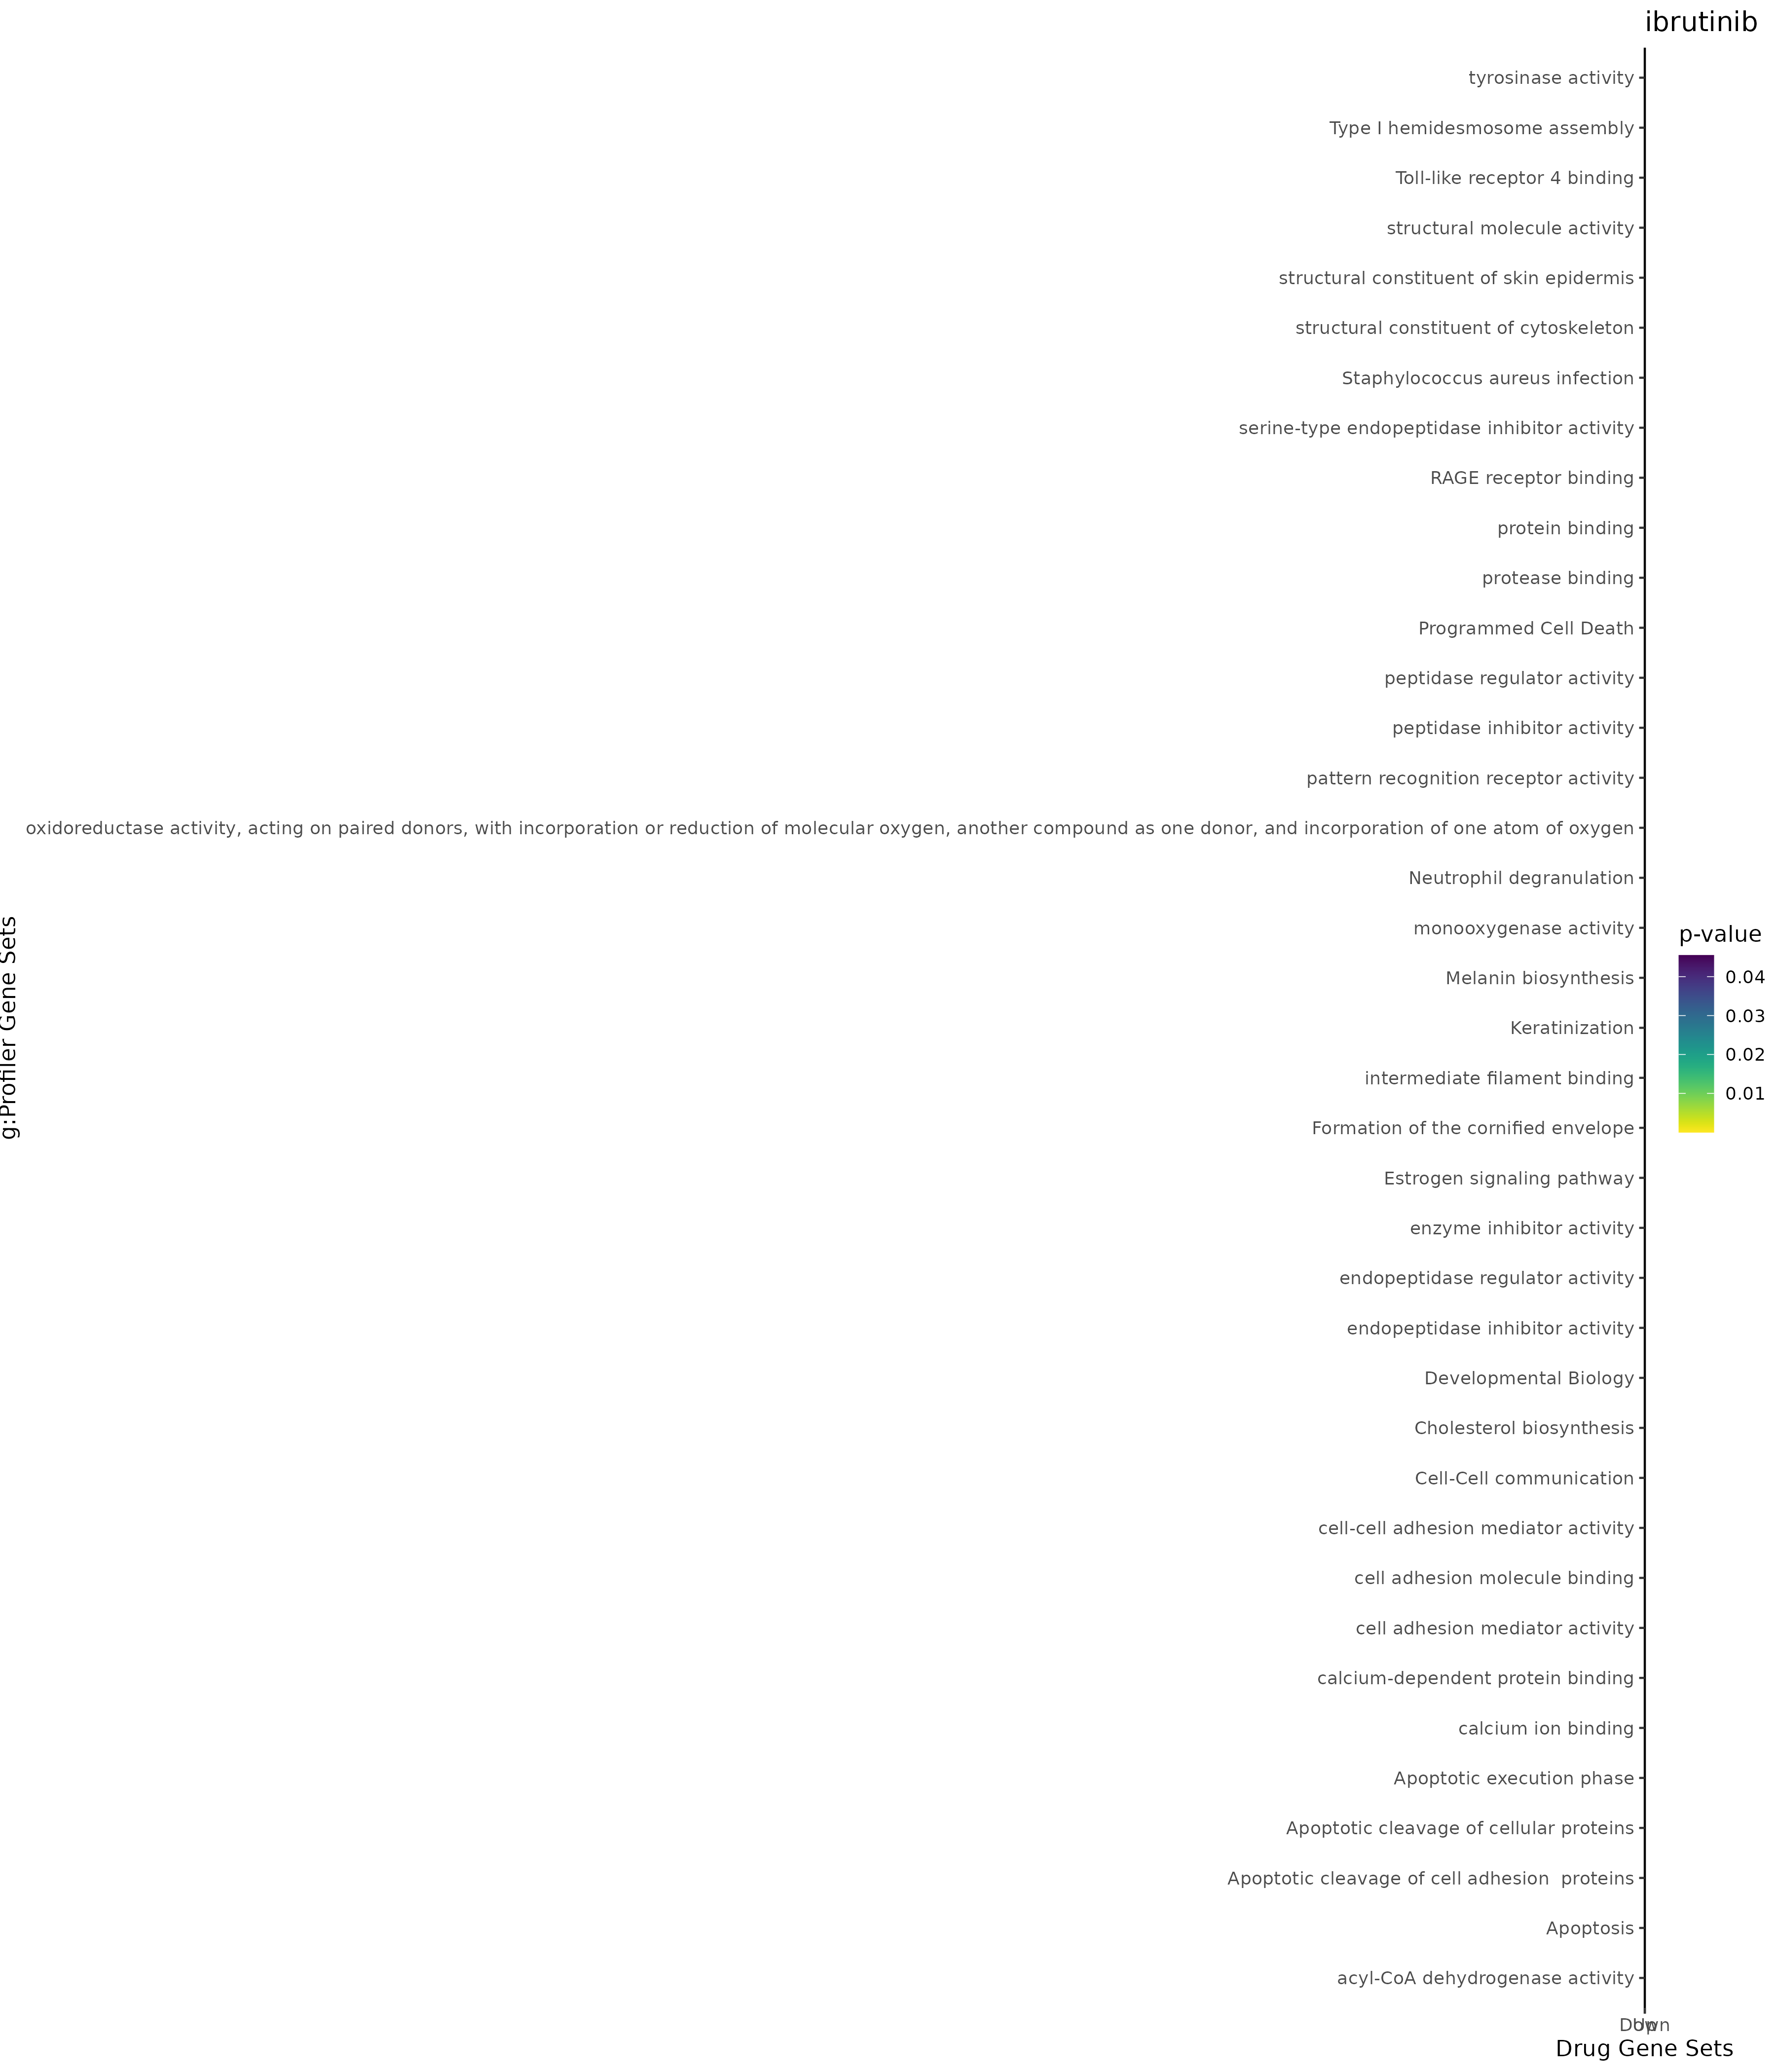 ibrutinib
tyrosinase activity
Type I hemidesmosome assembly
Toll-like receptor 4 binding
structural molecule activity
structural constituent of skin epidermis
structural constituent of cytoskeleton
Staphylococcus aureus infection
serine-type endopeptidase inhibitor activity
RAGE receptor binding
protein binding
protease binding
Programmed Cell Death
peptidase regulator activity
peptidase inhibitor activity
pattern recognition receptor activity
oxidoreductase activity, acting on paired donors, with incorporation or reduction of molecular oxygen, another compound as one donor, and incorporation of one atom of oxygen
Neutrophil degranulation
monooxygenase activity
Melanin biosynthesis
Keratinization
intermediate filament binding
Formation of the cornified envelope
Estrogen signaling pathway
enzyme inhibitor activity
endopeptidase regulator activity
endopeptidase inhibitor activity
Developmental Biology
Cholesterol biosynthesis
Cell-Cell communication
cell-cell adhesion mediator activity
cell adhesion molecule binding
cell adhesion mediator activity
calcium-dependent protein binding
calcium ion binding
Apoptotic execution phase
Apoptotic cleavage of cellular proteins
Apoptotic cleavage of cell adhesion  proteins
Apoptosis
acyl-CoA dehydrogenase activity
g:Profiler Gene Sets
Down
Up
Drug Gene Sets
p-value
0.04
0.03
0.02
0.01